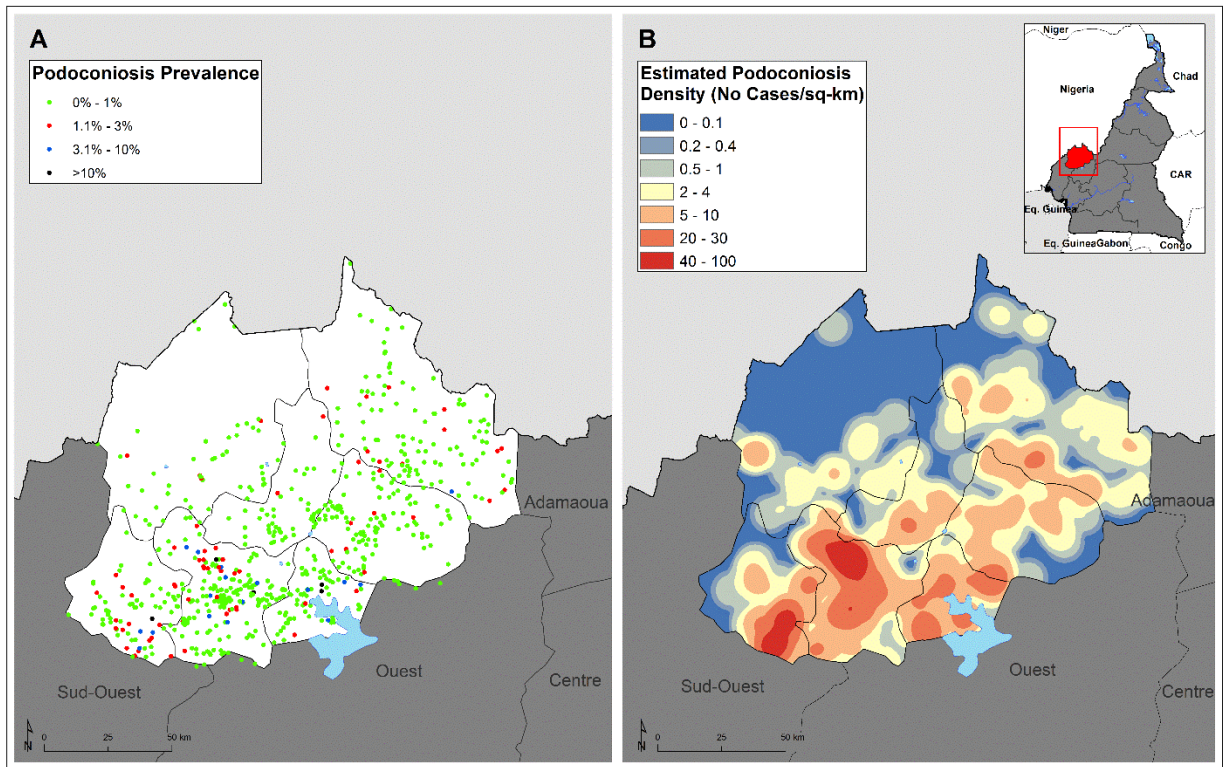 A
Podoconiosis Prevalence
0% - 1%
1.1% - 3%
3.1% - 10%
>10%
Adamaoua
Ouest
Sud-Ouest
Centre
N
0 25 50 km
B
Estimated Podoconiosis
Density (No Cases/sq-km)
0 - 0.1
0.2 - 0.4
0.5 - 1
2 - 4
5 - 10
20 - 30
40 - 100
Niger
Chad
Nigeria
CAR
Eq. Guinea
Eq. GuineaGabon
Congo
Adamaoua
Ouest
Sud-Ouest
Centre
N
0 25 50 km